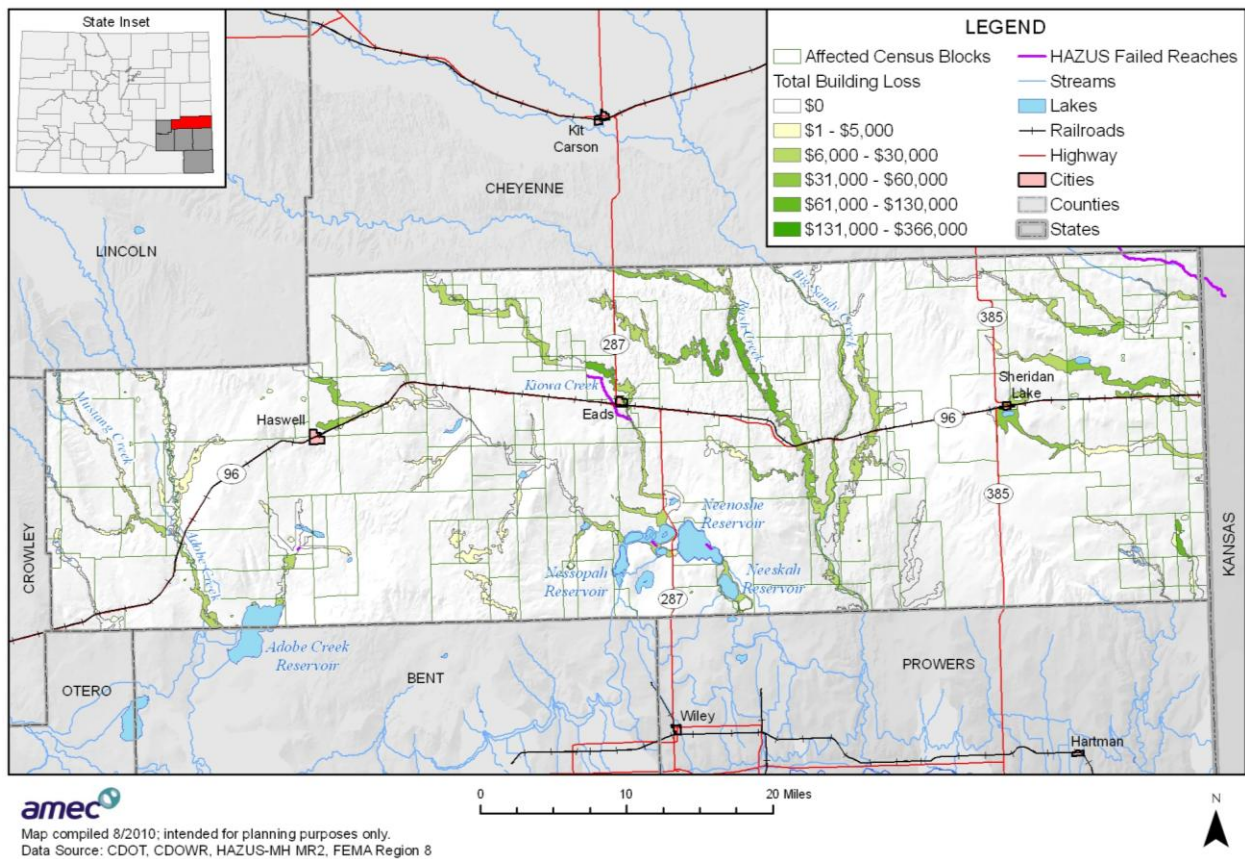 State Inset
LEGEND
Affected Census Blocks
Total Building Loss
$0
$1 - $5,000
$6,000 - $30,000
$31,000 - $60,000
$61,000 - $130,000
$131,000 - $366,000
HAZUS Failed Reaches
Streams
Lakes
Railroads
Highway
Cities
Counties
States
Kit
Carson
CHEYENNE
LINCOLN
Big Sandy Creek
Rush Creek
287
385
Kiowa Creek
Sheridan
Lake
Haswell
Eads
Mustang Creek
96
96
385
Neenoshe
Reservoir
CROWLEY
KANSAS
Adobe Creek
Nessopah
Reservoir
Neeskah
Reservoir
287
Adobe Creek
Reservoir
OTERO
BENT
PROWERS
Wiley
Hartman
amec
0 10 20 Miles
N
Map compiled 8/2010; intended for planning purposes only.
Data Source: CDOT, CDOWR, HAZUS-MH MR2, FEMA Region 8